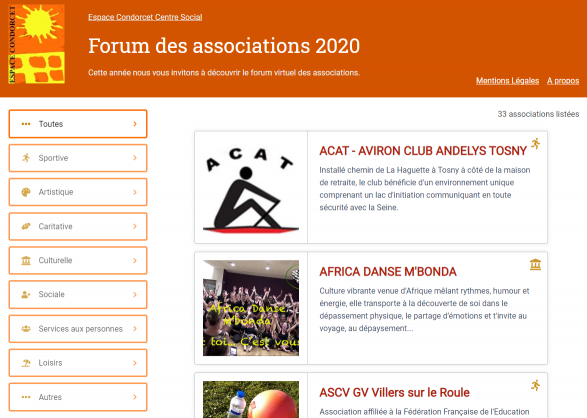 ESPACE CONDORCET
Espace Condorcet Centre Social
Forum des associations 2020
Cette année nous vous invitons à découvrir le forum virtuel des associations.
Mentions Légales A propos
33 associations listées
Toutes
Sportive
Artistique
Caritative
Culturelle
Sociale
Services aux personnes
Loisirs
Autres
ACAT
ACAT - AVIRON CLUB ANDELYS TOSNY
Installé chemin de La Haguette à Tosny à côté de la maison
de retraite, le club bénéficie d'un environnement unique
comprenant un lac d'initiation communiquant en toute
sécurité avec la Seine.
Africa Danse
M'bonda
toi... C'est vous
AFRICA DANSE M'BONDA
Culture vibrante venue d'Afrique mêlant rythmes, humour et
énergie, elle transporte à la découverte de soi dans le
dépassement physique, le partage d'émotions et t'invite au
voyage, au dépaysement...
ASCV GV Villers sur le Roule
Association affiliée à la Fédération Française de l'Education